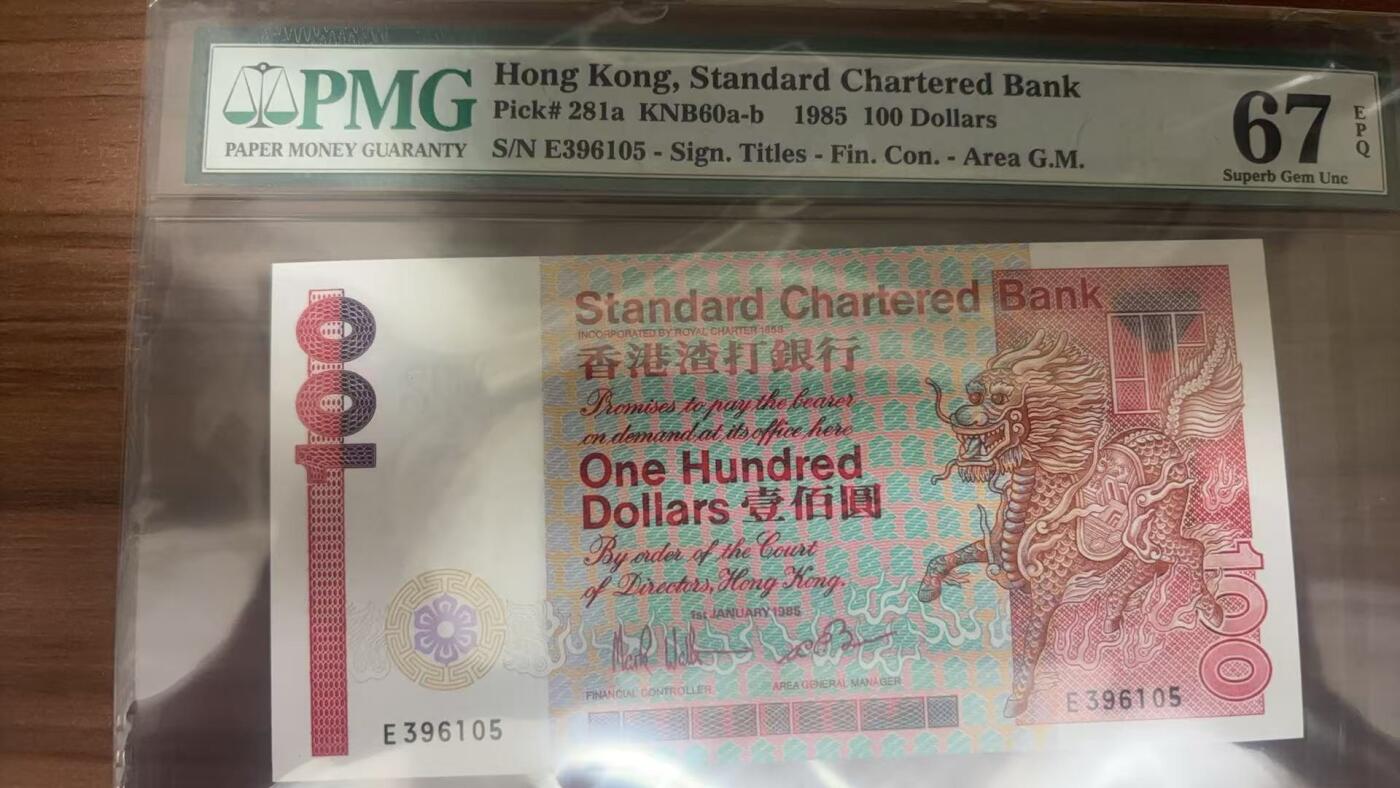 PMG
PAPER MONEY GUARANTY
Hong Kong, Standard Chartered Bank
Pick# 281a KNB60a-b 1985 100 Dollars
S/N E396105 - Sign. Titles - Fin. Con. - Area G.M.
67
EPQ
Superb Gem Unc
100
Standard Chartered Bank
INCORPORATED BY ROYAL CHARTER 1853
香港渣打銀行
Promises to pay the bearer
on demand at its office here
One Hundred
Dollars 壹佰圓
By order of the Court
of Directors, Hong Kong.
1st JANUARY 1985
FINANCIAL CONTROLLER
AREA GENERAL MANAGER
E396105
E396105
100